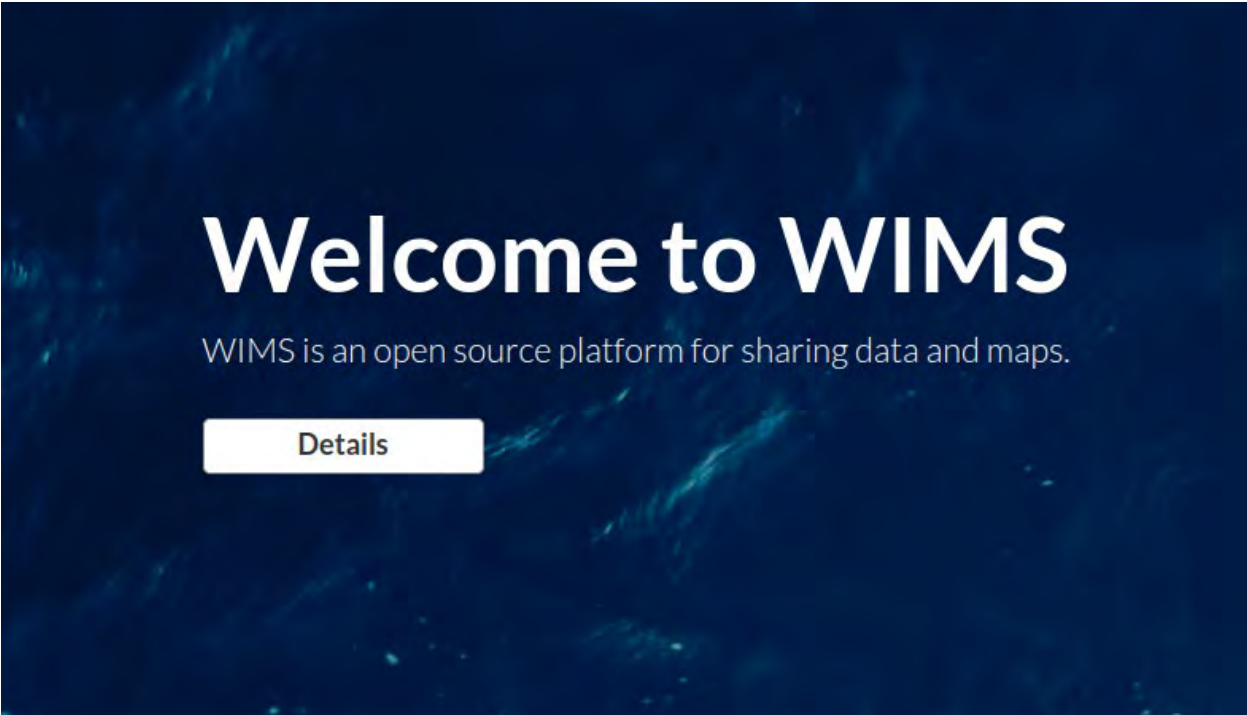 Welcome to WIMS
WIMS is an open source platform for sharing data and maps.
Details